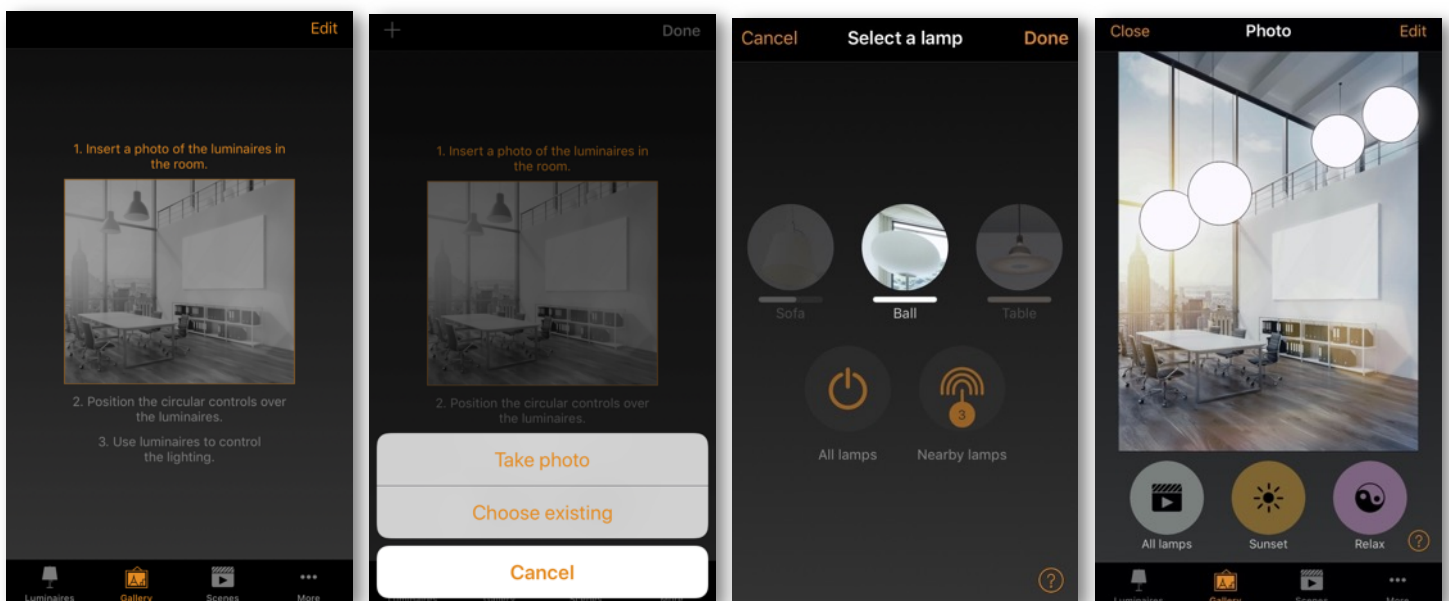 Edit
1. Insert a photo of the luminaires in
the room.
2. Position the circular controls over
the luminaires.
3. Use luminaires to control
the lighting.
Luminaires
Gallery
Scenes
More
+
Done
1. Insert a photo of the luminaires in
the room.
2. Position the circular controls over
the luminaires.
Take photo
Choose existing
Cancel
Cancel
Select a lamp
Done
Sofa
Ball
Table
3
All lamps
Nearby lamps
?
Close
Photo
Edit
All lamps
Sunset
Relax
?
Luminaires
Gallery
Scenes
More